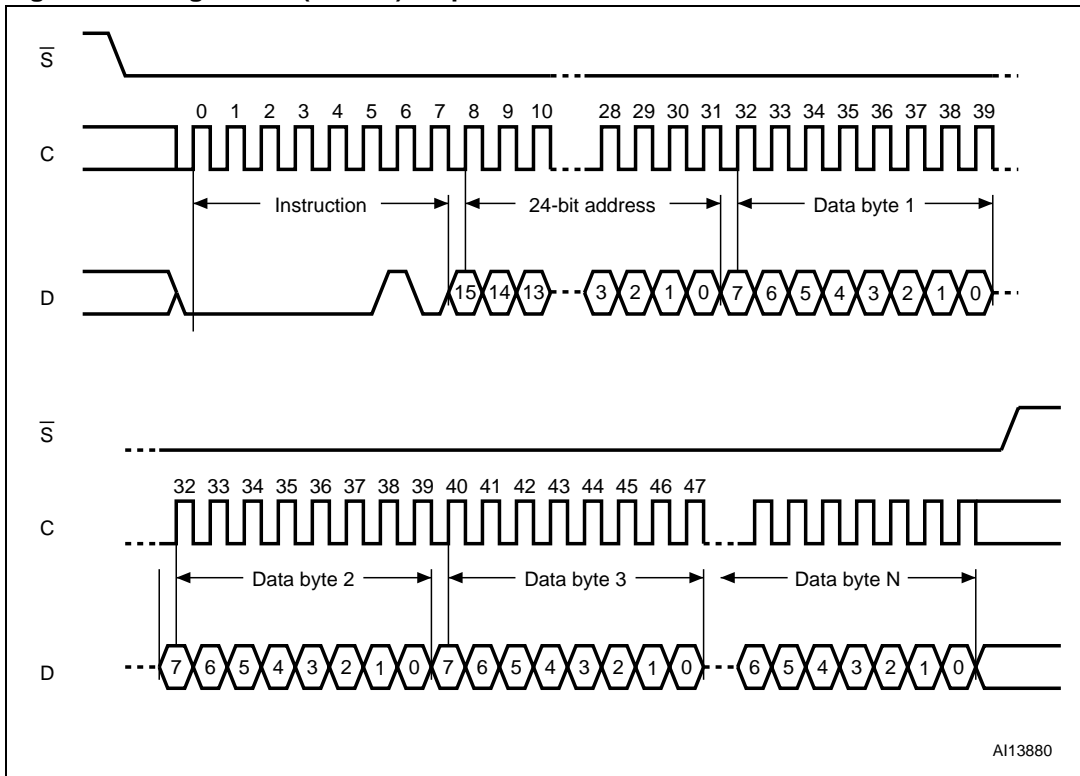 S
0 1 2 3 4 5 6 7 8 9 10 28 29 30 31 32 33 34 35 36 37 38 39
C
Instruction 24-bit address Data byte 1
D 15 14 13 3 2 1 0 7 6 5 4 3 2 1 0
S
32 33 34 35 36 37 38 39 40 41 42 43 44 45 46 47
C
Data byte 2 Data byte 3 Data byte N
D 7 6 5 4 3 2 1 0 7 6 5 4 3 2 1 0 6 5 4 3 2 1 0
AI13880